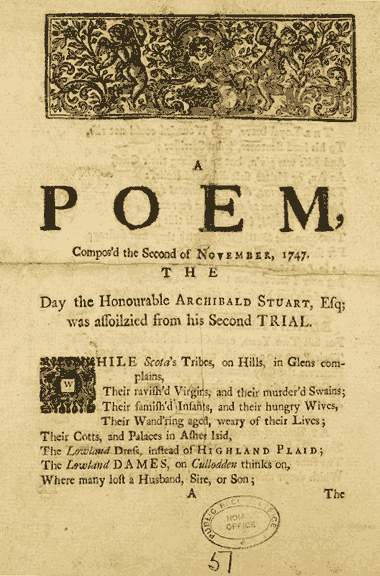 A
POEM,
Compos'd the Second of NOVEMBER, 1747.
THE
Day the Honourable ARCHIBALD STUART, Esq;
was aſſoilzied from his Second TRIAL.
WHILE Scota's Tribes, on Hills, in Glens com-
plains,
Their raviſh'd Virgins, and their murder'd Swains;
Their famiſh'd Infants, and their hungry Wives,
Their Wand'ring aged, weary of their Lives;
Their Cotts, and Palaces in Aſhes laid,
The Lowland Dreſs, inſtead of HIGHLAND PLAID;
The Lowland DAMES, on Culloden thinks on,
Where many loſt a Husband, Sire, or Son;
A The
PUBLIC RECORD OFFICE
OFFICE
51